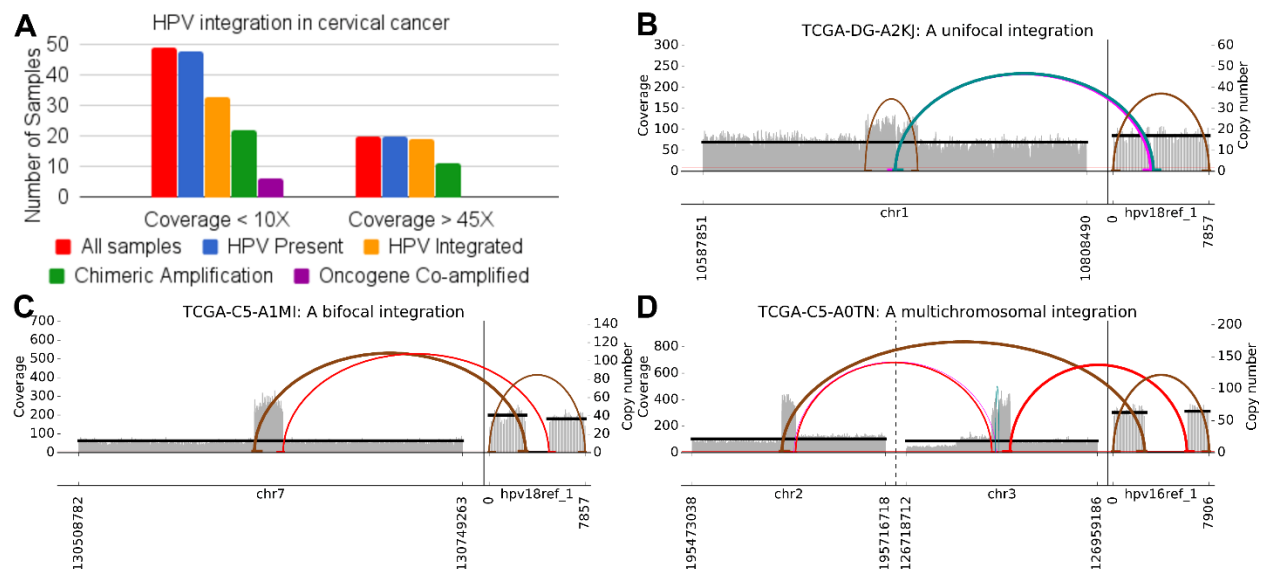 A
HPV integration in cervical cancer
Number of Samples
50
40
30
20
10
0
Coverage < 10X
Coverage > 45X
All samples
HPV Present
HPV Integrated
Chimeric Amplification
Oncogene Co-amplified
B
TCGA-DG-A2KJ: A unifocal integration
Coverage
300
250
200
150
100
50
0
60
50
40
30
20
10
0
Copy number
chr1
hpv18ref_1
10587851
10808490
0
7857
C
TCGA-C5-A1MI: A bifocal integration
Coverage
700
600
500
400
300
200
100
0
140
120
100
80
60
40
20
0
Copy number
chr7
hpv18ref_1
130508782
130749263
0
7857
D
TCGA-C5-A0TN: A multichromosomal integration
Coverage
800
600
400
200
0
200
150
100
50
0
Copy number
chr2
chr3
hpv16ref_1
195473038
195716718
126718712
126959186
0
7906